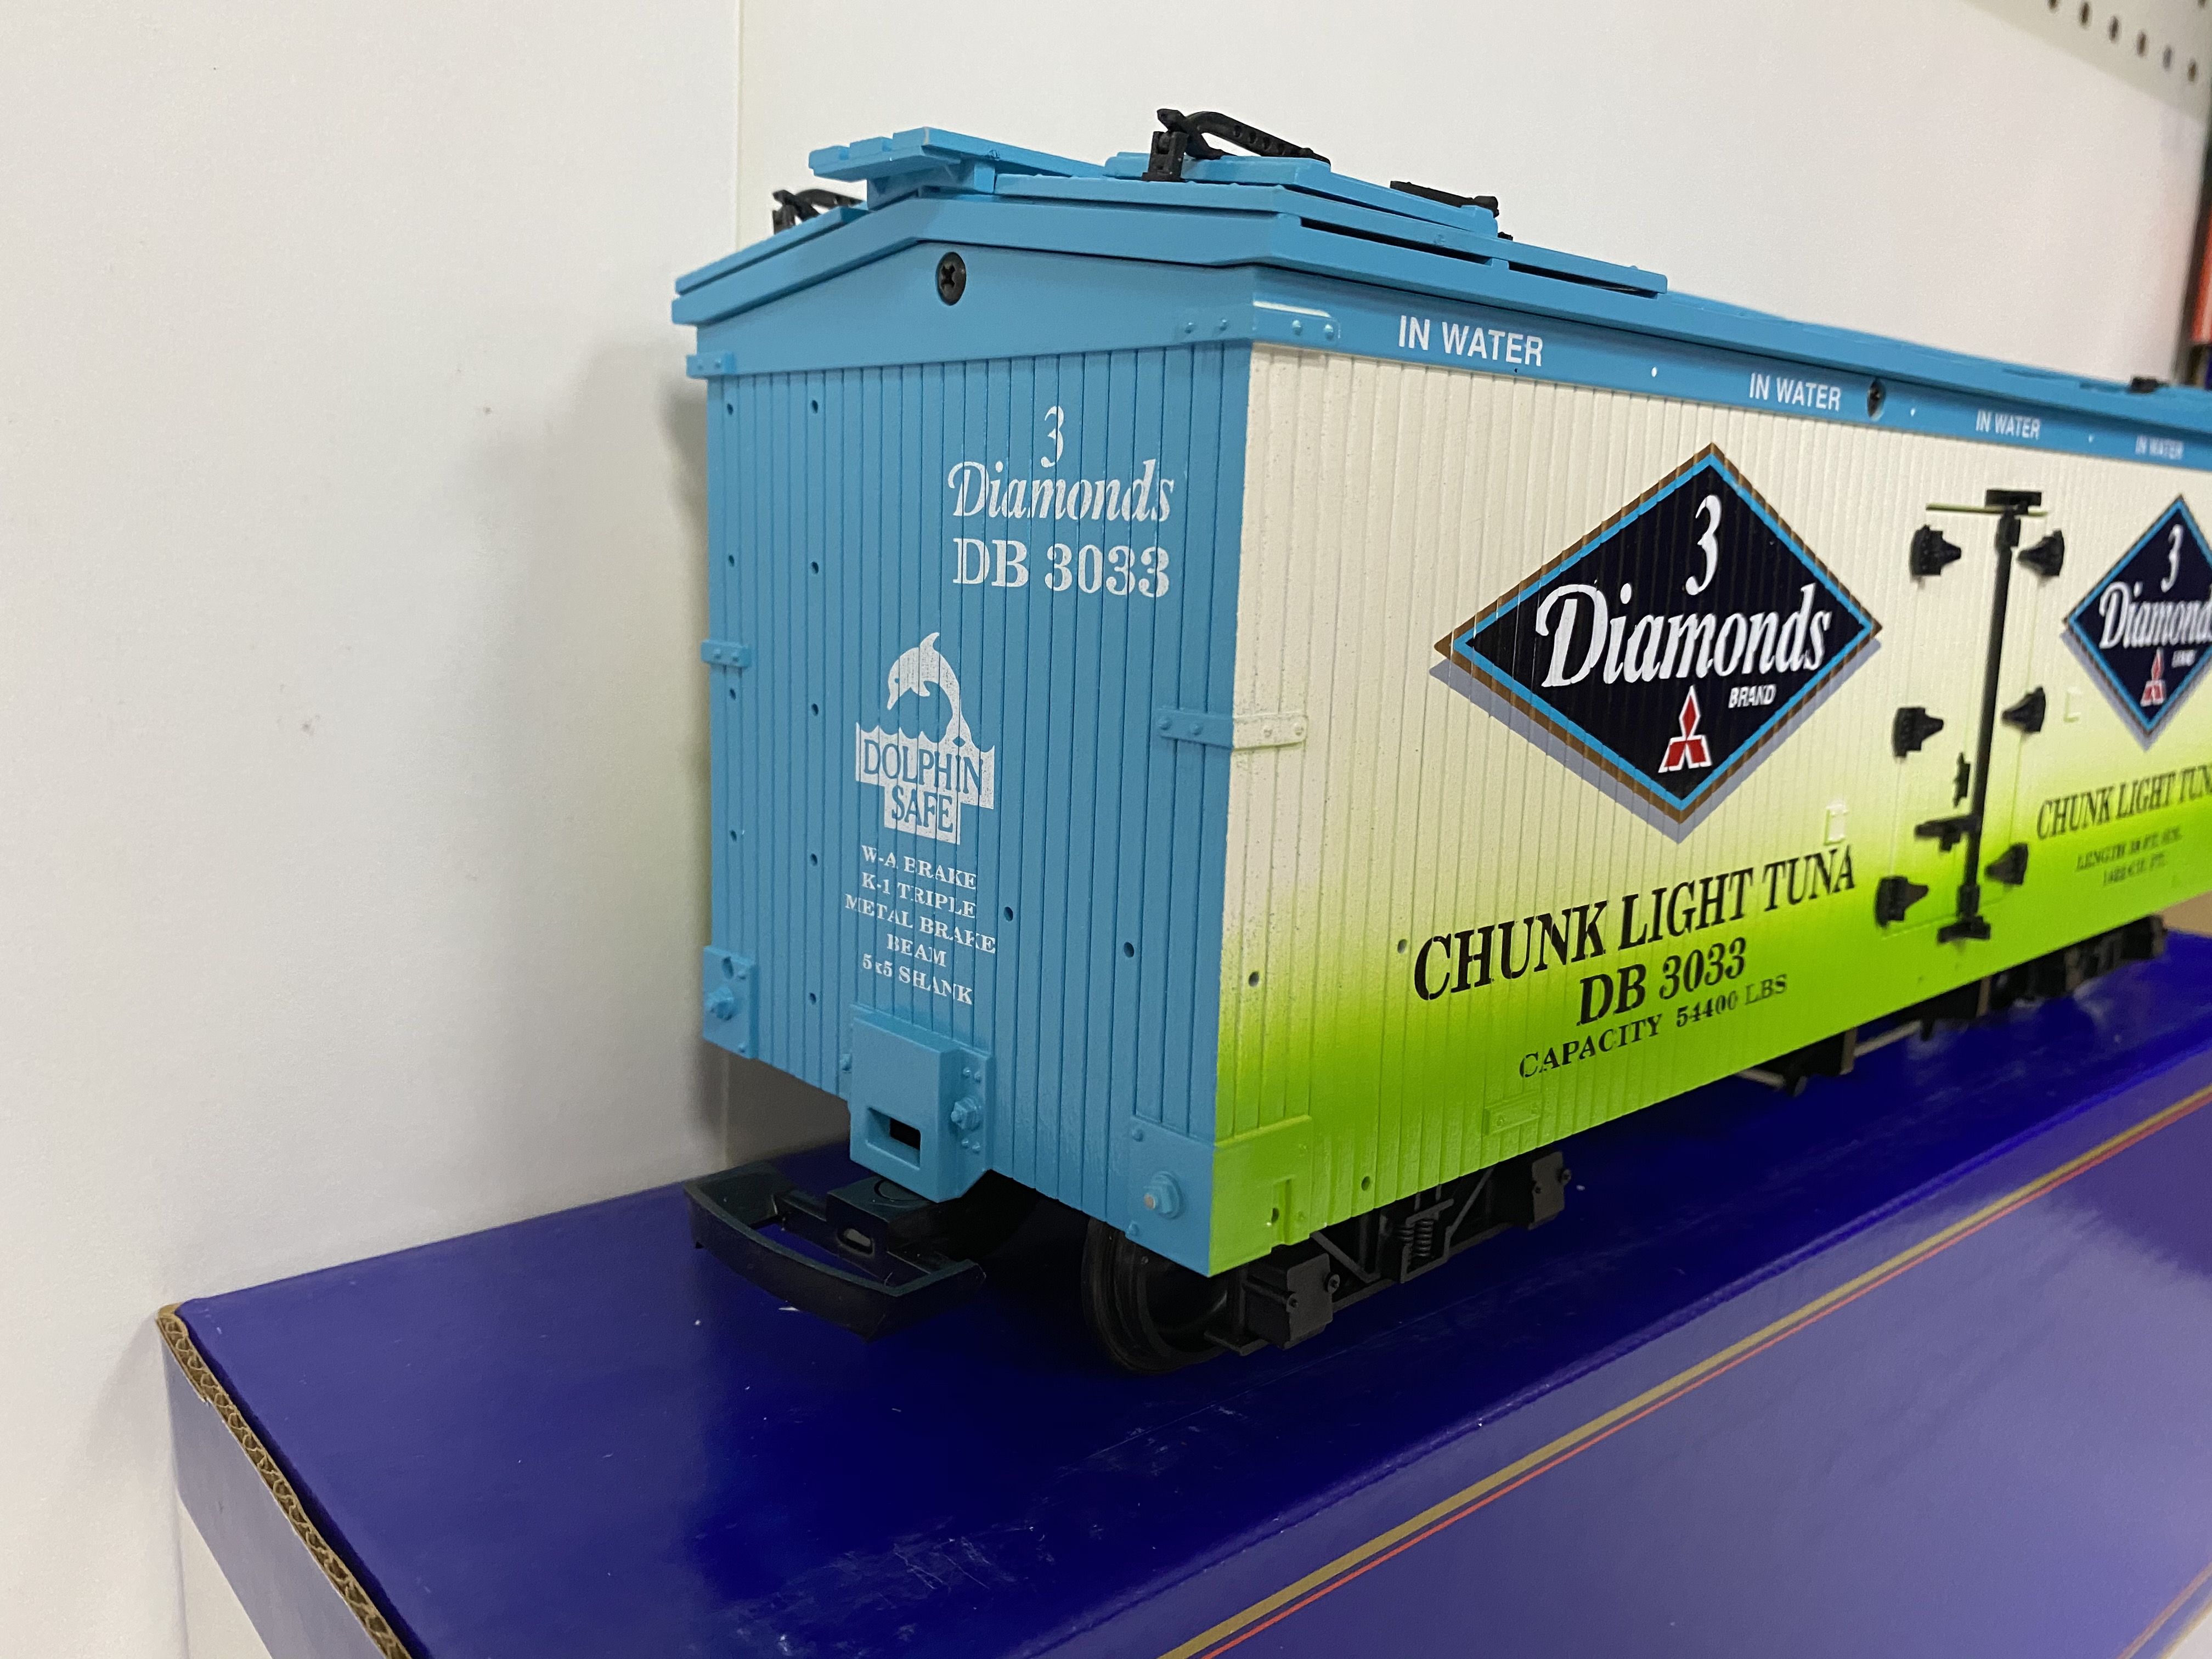 3
Diamonds
DB 3033
DOLPHIN
SAFE
W-A BRAKE
K-1 TRIPLE
METAL BRAKE
BEAM
5x5 SHANK
IN WATER
IN WATER
IN WATER
IN WATER
3
Diamonds
BRAND
CHUNK LIGHT TUNA
DB 3033
CAPACITY 54400 LBS
3
Diamonds
BRAND
CHUNK LIGHT TUNA